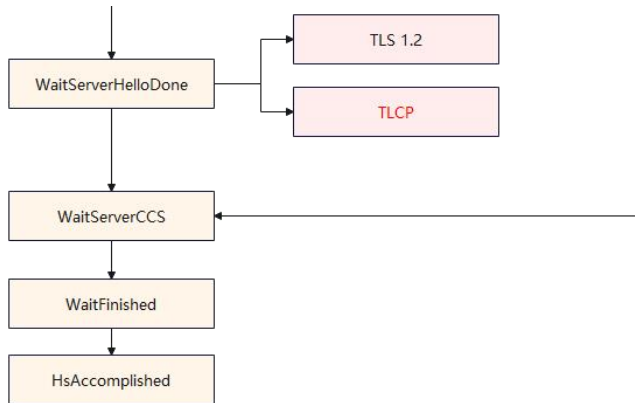 TLS 1.2
WaitServerHelloDone
TLCP
WaitServerCCS
WaitFinished
HsAccomplished